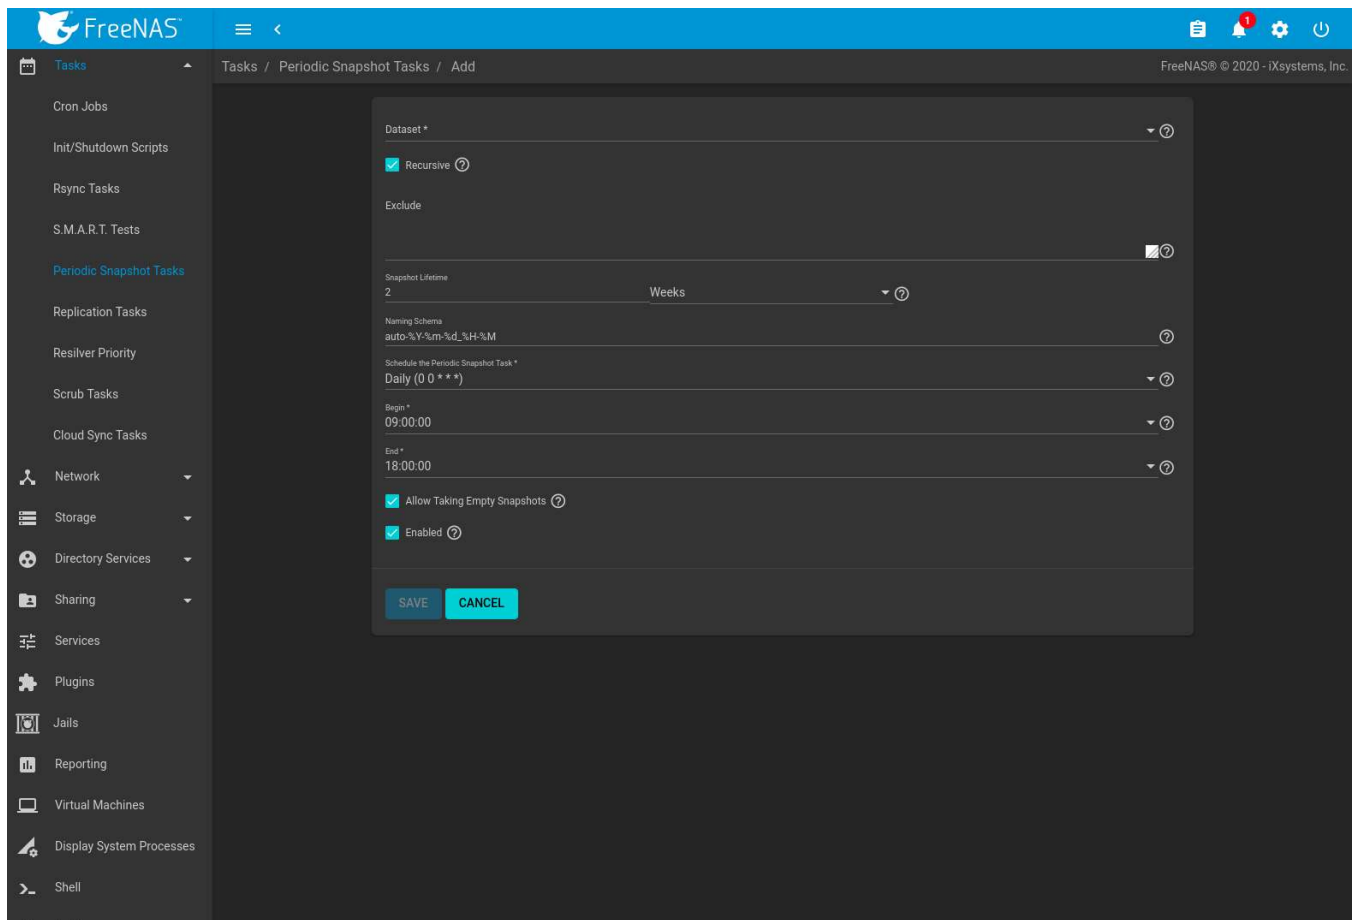 FreeNAS
1
Tasks
Tasks / Periodic Snapshot Tasks / Add
FreeNAS® © 2020 - iXsystems, Inc.
Cron Jobs
Init/Shutdown Scripts
Rsync Tasks
S.M.A.R.T. Tests
Periodic Snapshot Tasks
Replication Tasks
Resilver Priority
Scrub Tasks
Cloud Sync Tasks
Network
Storage
Directory Services
Sharing
Services
Plugins
Jails
Reporting
Virtual Machines
Display System Processes
Shell
Dataset *
Recursive
Exclude
Snapshot Lifetime
2 Weeks
Naming Schema
auto-%Y-%m-%d_%H-%M
Schedule the Periodic Snapshot Task *
Daily (0 0 * * *)
Begin *
09:00:00
End *
18:00:00
Allow Taking Empty Snapshots
Enabled
SAVE CANCEL